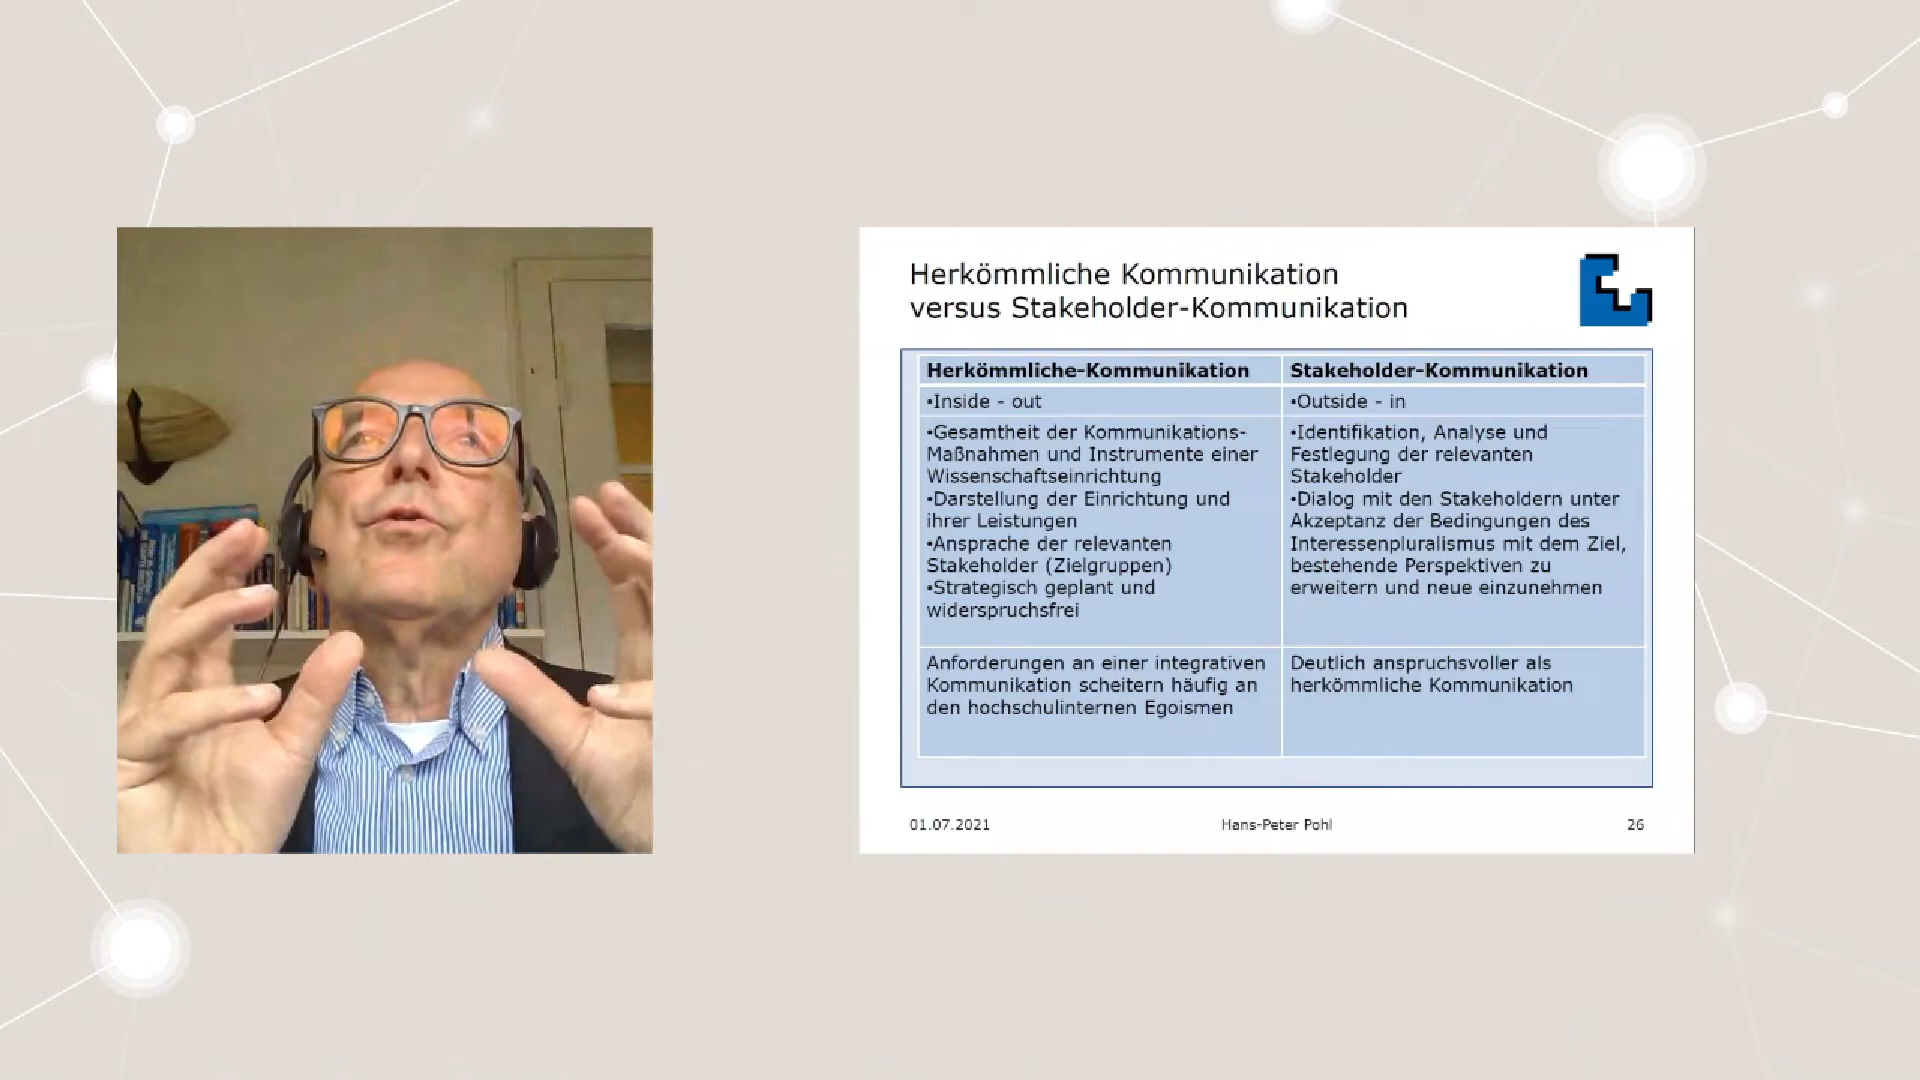 Herkömmliche Kommunikation
versus Stakeholder-Kommunikation
Herkömmliche-Kommunikation
Stakeholder-Kommunikation
•Inside - out
•Outside - in
•Gesamtheit der Kommunikations-
Maßnahmen und Instrumente einer
Wissenschaftseinrichtung
•Darstellung der Einrichtung und
ihrer Leistungen
•Ansprache der relevanten
Stakeholder (Zielgruppen)
•Strategisch geplant und
widerspruchsfrei
•Identifikation, Analyse und
Festlegung der relevanten
Stakeholder
•Dialog mit den Stakeholdern unter
Akzeptanz der Bedingungen des
Interessenpluralismus mit dem Ziel,
bestehende Perspektiven zu
erweitern und neue einzunehmen
Anforderungen an einer integrativen
Kommunikation scheitern häufig an
den hochschulinternen Egoismen
Deutlich anspruchsvoller als
herkömmliche Kommunikation
01.07.2021
Hans-Peter Pohl
26